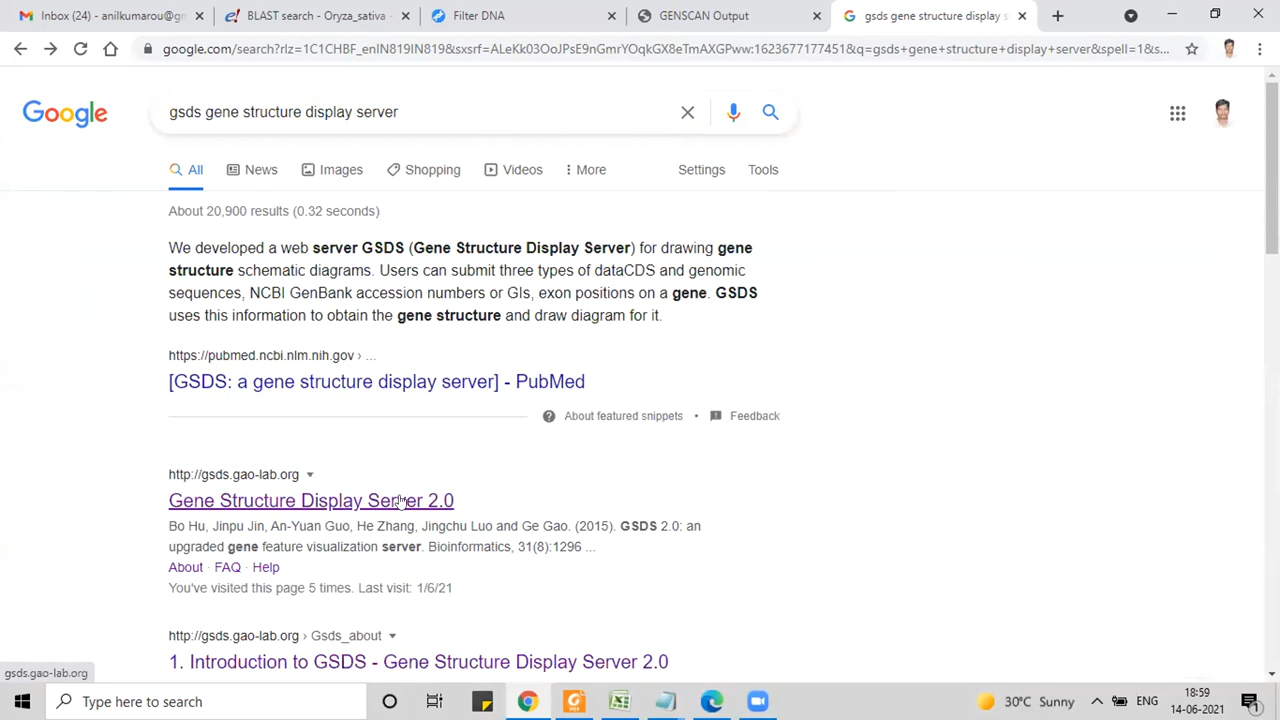 Inbox (24) - anilkumarou@gm
BLAST search - Oryza_sativa -
Filter DNA
GENSCAN Output
gsds gene structure display s
google.com/search?rlz=1C1CHBF_enIN819IN819&sxsrf=ALeKk03OoJPsE9nGmrYOqkGX8eTmAXGPww:1623677177451&q=gsds+gene+structure+display+server&spell=1&s...
Google
gsds gene structure display server
All
News
Images
Shopping
Videos
More
Settings
Tools
About 20,900 results (0.32 seconds)
We developed a web server GSDS (Gene Structure Display Server) for drawing gene
structure schematic diagrams. Users can submit three types of dataCDS and genomic
sequences, NCBI GenBank accession numbers or GIs, exon positions on a gene. GSDS
uses this information to obtain the gene structure and draw diagram for it.
https://pubmed.ncbi.nlm.nih.gov › ...
[GSDS: a gene structure display server] - PubMed
About featured snippets • Feedback
http://gsds.gao-lab.org
Gene Structure Display Server 2.0
Bo Hu, Jinpu Jin, An-Yuan Guo, He Zhang, Jingchu Luo and Ge Gao. (2015). GSDS 2.0: an
upgraded gene feature visualization server. Bioinformatics, 31(8):1296 ...
About · FAQ · Help
You've visited this page 5 times. Last visit: 1/6/21
http://gsds.gao-lab.org › Gsds_about
1. Introduction to GSDS - Gene Structure Display Server 2.0
gsds.gao-lab.org
Type here to search
30°C Sunny
ENG
18:59
14-06-2021